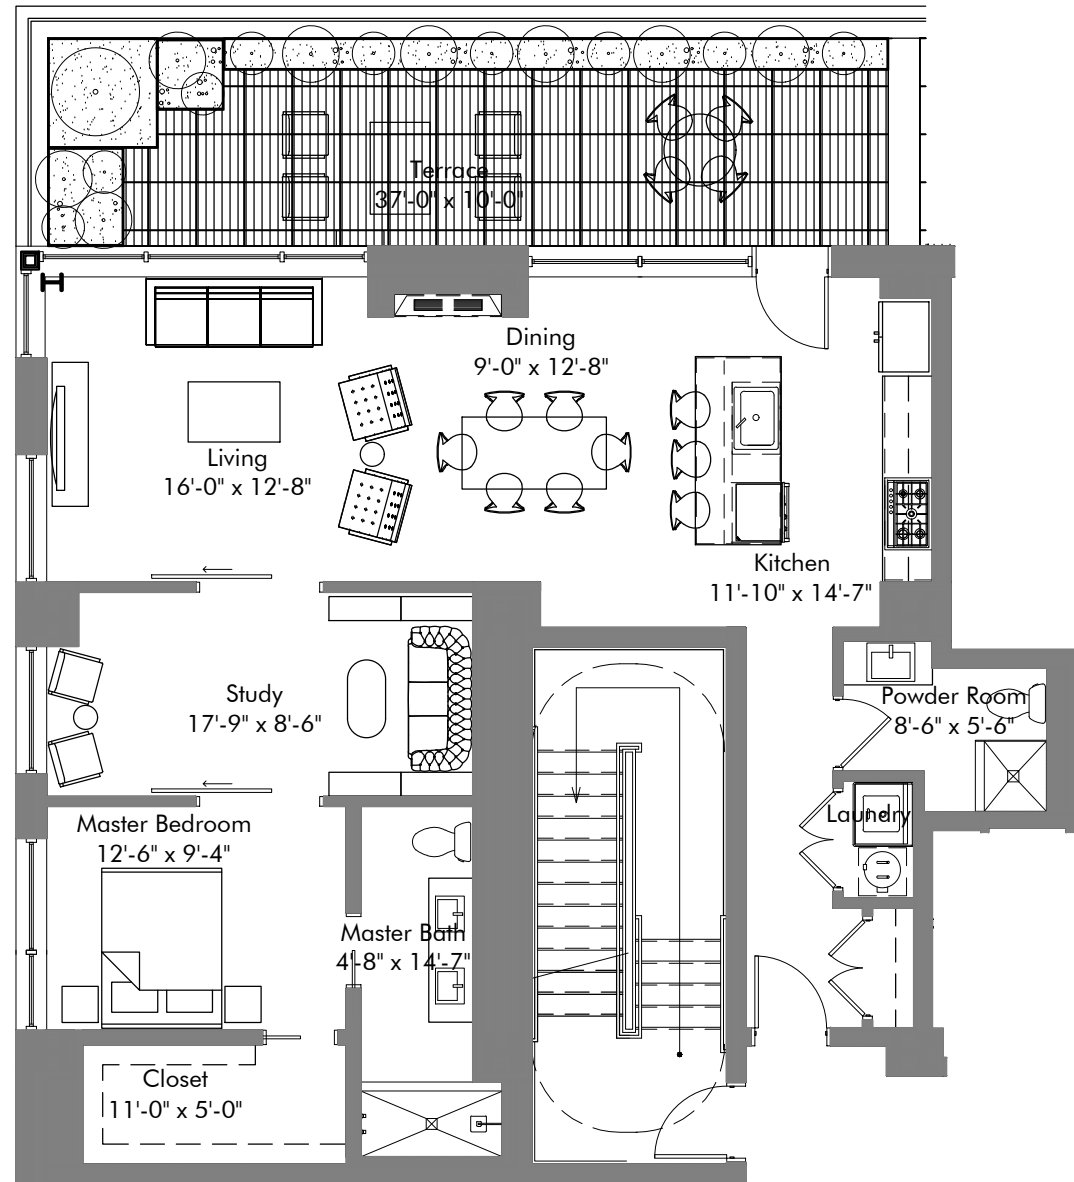 Terrace
37'-0" x 10'-0"
Dining
9'-0" x 12'-8"
Living
16'-0" x 12'-8"
Kitchen
11'-10" x 14'-7"
Study
17'-9" x 8'-6"
Powder Room
8'-6" x 5'-6"
Master Bedroom
12'-6" x 9'-4"
Laundry
Master Bath
4'-8" x 14'-7"
Closet
11'-0" x 5'-0"